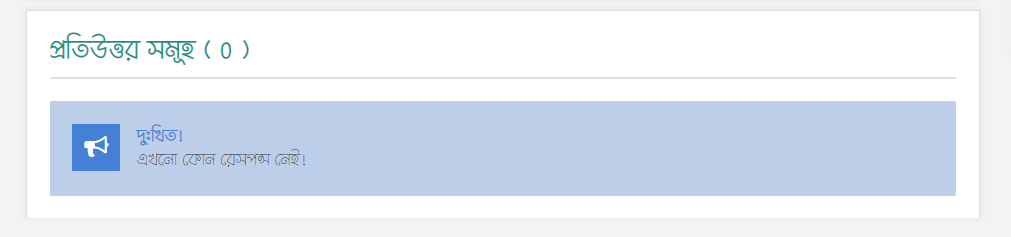 প্রতিউত্তর সমূহ ( 0 )
দুঃখিত!
এখনো কোন রেসপন্স নেই!